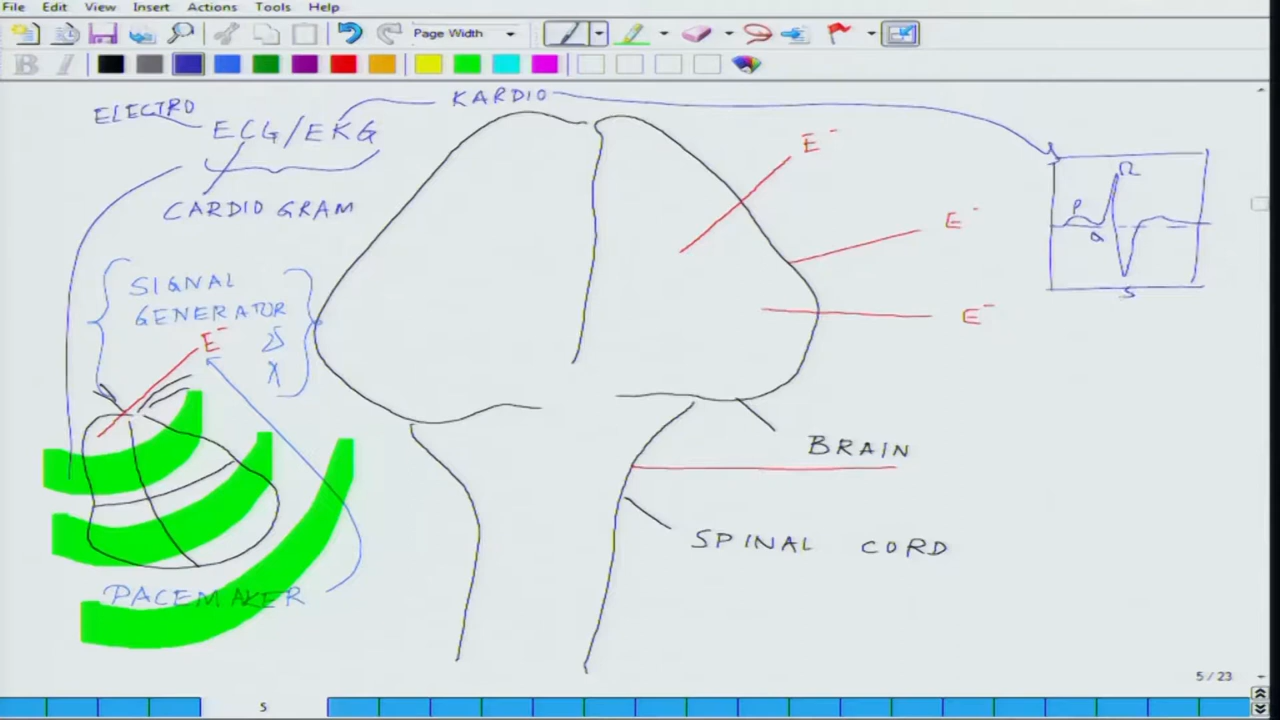 File Edit View Insert Actions Tools Help
Page Width
B I
ELECTRO
ECG/EKG
KARDIO
CARDIO GRAM
SIGNAL
GENERATOR
E-
PACEMAKER
E-
E-
E-
BRAIN
SPINAL CORD
P
Q
R
S
5 / 23
5